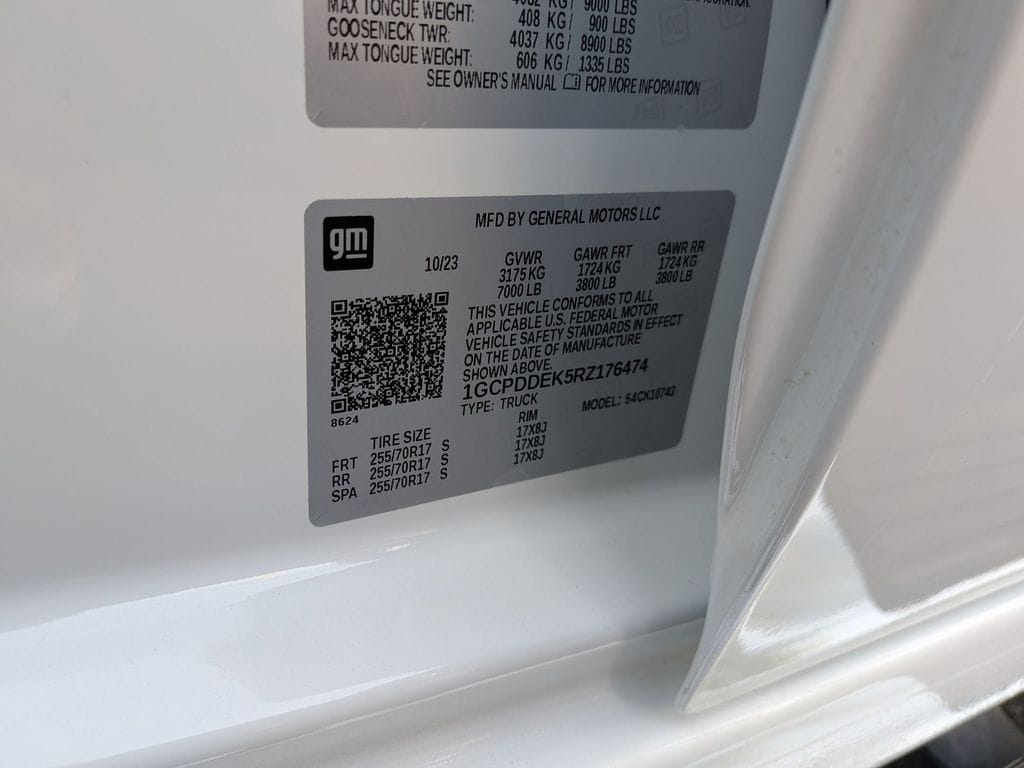 MAX TONGUE WEIGHT: 408 KG/ 900 LBS
GOOSENECK TWR: 4037 KG/ 8900 LBS
MAX TONGUE WEIGHT: 606 KG/ 1335 LBS
SEE OWNER'S MANUAL FOR MORE INFORMATION
gm
MFD BY GENERAL MOTORS LLC
10/23
GVWR GAWR FRT GAWR RR
3175 KG 1724 KG 1724 KG
7000 LB 3800 LB 3800 LB
THIS VEHICLE CONFORMS TO ALL
APPLICABLE U.S. FEDERAL MOTOR
VEHICLE SAFETY STANDARDS IN EFFECT
ON THE DATE OF MANUFACTURE
SHOWN ABOVE.
1GCPDDEK5RZ176474
TYPE: TRUCK MODEL: 54CK10743
8624
TIRE SIZE RIM
FRT 255/70R17 S 17X8J
RR 255/70R17 S 17X8J
SPA 255/70R17 S 17X8J